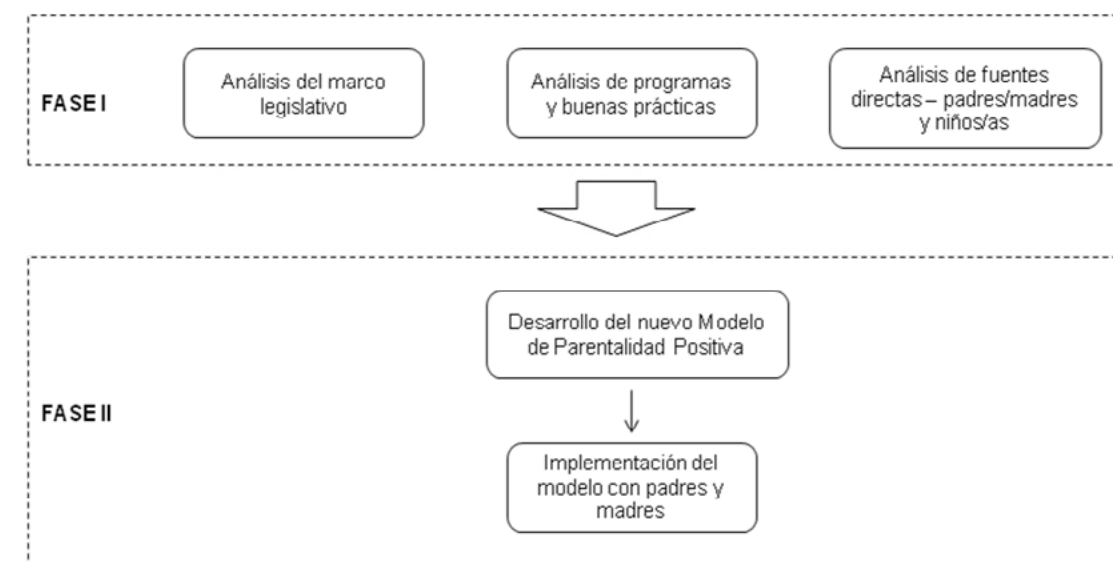 FASE I
Análisis del marco
legislativo
Análisis de programas
y buenas prácticas
Análisis de fuentes
directas – padres/madres
y niños/as
Desarrollo del nuevo Modelo
de Parentalidad Positiva
FASE II
Implementación del
modelo con padres y
madres